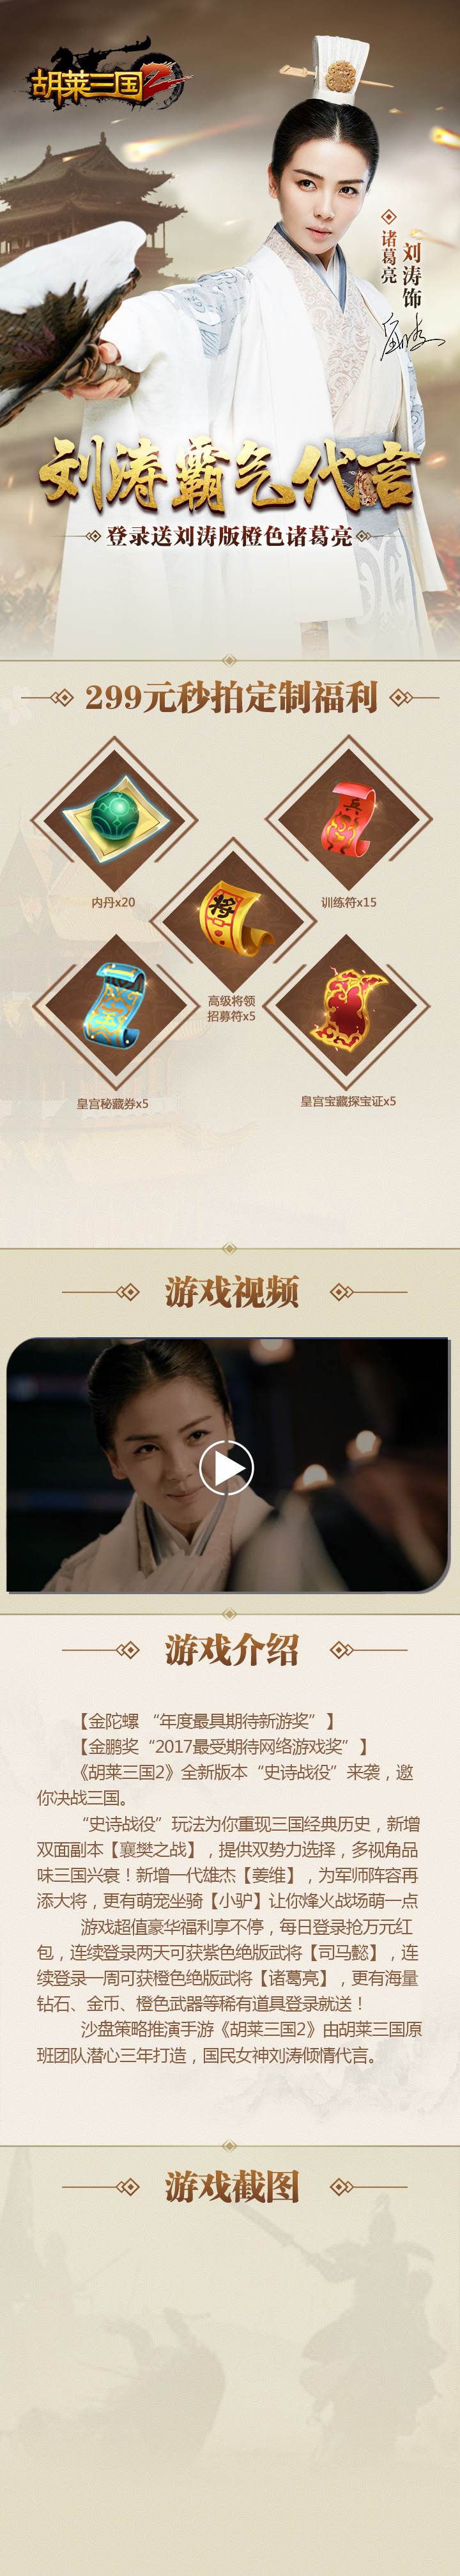 胡莱三国2
诸葛亮
刘涛饰
刘涛霸气代言
登录送刘涛版橙色诸葛亮
299元秒拍定制福利
兵
内丹x20
训练符x15
将
高级将领
招募符x5
皇宫秘藏券x5
皇宫宝藏探宝证x5
游戏视频
游戏介绍
【金陀螺 “年度最具期待新游奖” 】
【金鹏奖“2017最受期待网络游戏奖” 】
《胡莱三国2》全新版本“史诗战役”来袭，邀
你决战三国。
“史诗战役”玩法为你重现三国经典历史，新增
双面副本【襄樊之战】，提供双势力选择，多视角品
味三国兴衰！新增一代雄杰【姜维】，为军师阵容再
添大将，更有萌宠坐骑【小驴】让你烽火战场萌一点
游戏超值豪华福利享不停，每日登录抢万元红
包，连续登录两天可获紫色绝版武将【司马懿】，连
续登录一周可获橙色绝版武将【诸葛亮】，更有海量
钻石、金币、橙色武器等稀有道具登录就送！
沙盘策略推演手游《胡莱三国2》由胡莱三国原
班团队潜心三年打造，国民女神刘涛倾情代言。
游戏截图